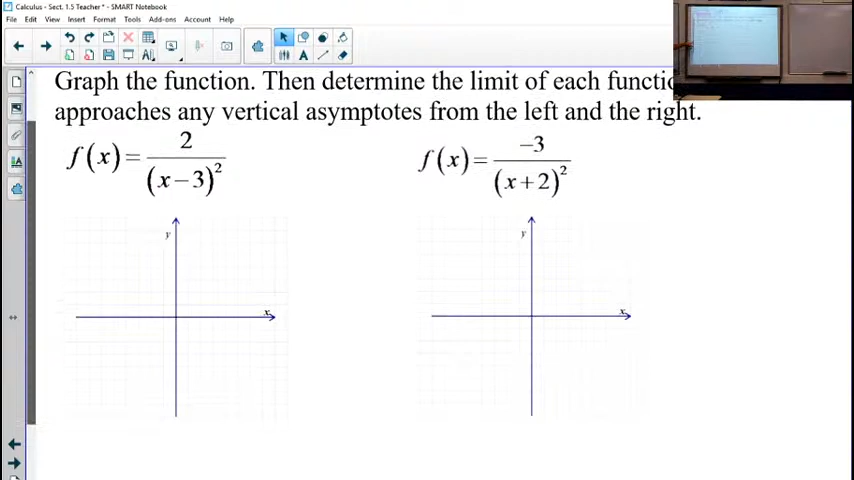 Calculus - Sect. 1.5 Teacher * - SMART Notebook
File Edit View Insert Format Tools Add-ons Account Help
Graph the function. Then determine the limit of each functio
approaches any vertical asymptotes from the left and the right.
f(x) = 2/(x-3)^2
f(x) = -3/(x+2)^2
y
x
y
x